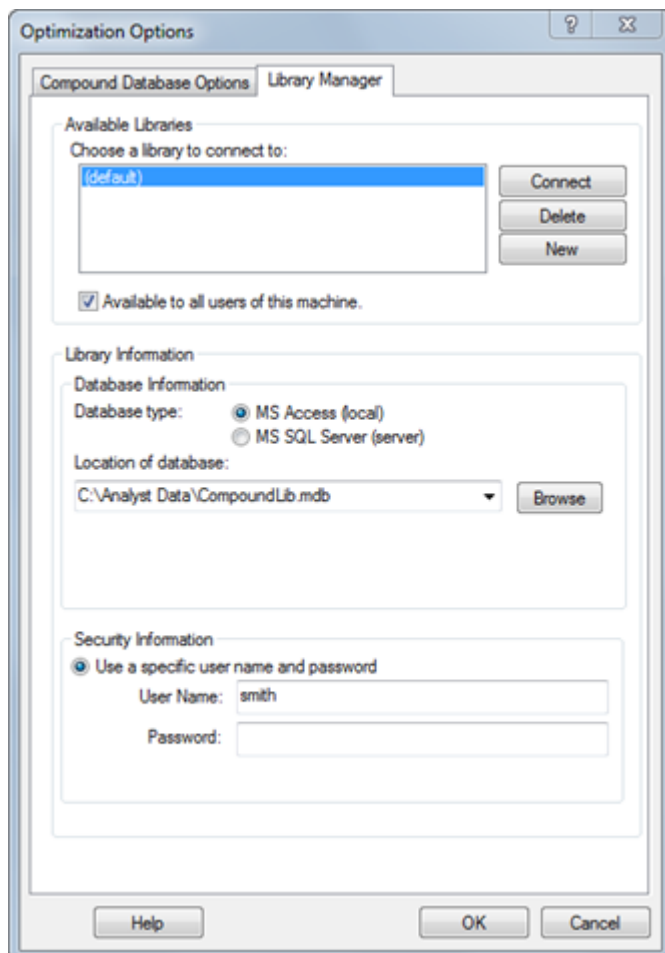 Optimization Options
Compound Database Options
Library Manager
Available Libraries
Choose a library to connect to:
(default)
Connect
Delete
New
Available to all users of this machine.
Library Information
Database Information
Database type:
MS Access (local)
MS SQL Server (server)
Location of database:
C:\Analyst Data\CompoundLib.mdb
Browse
Security Information
Use a specific user name and password
User Name:
smith
Password:
Help
OK
Cancel